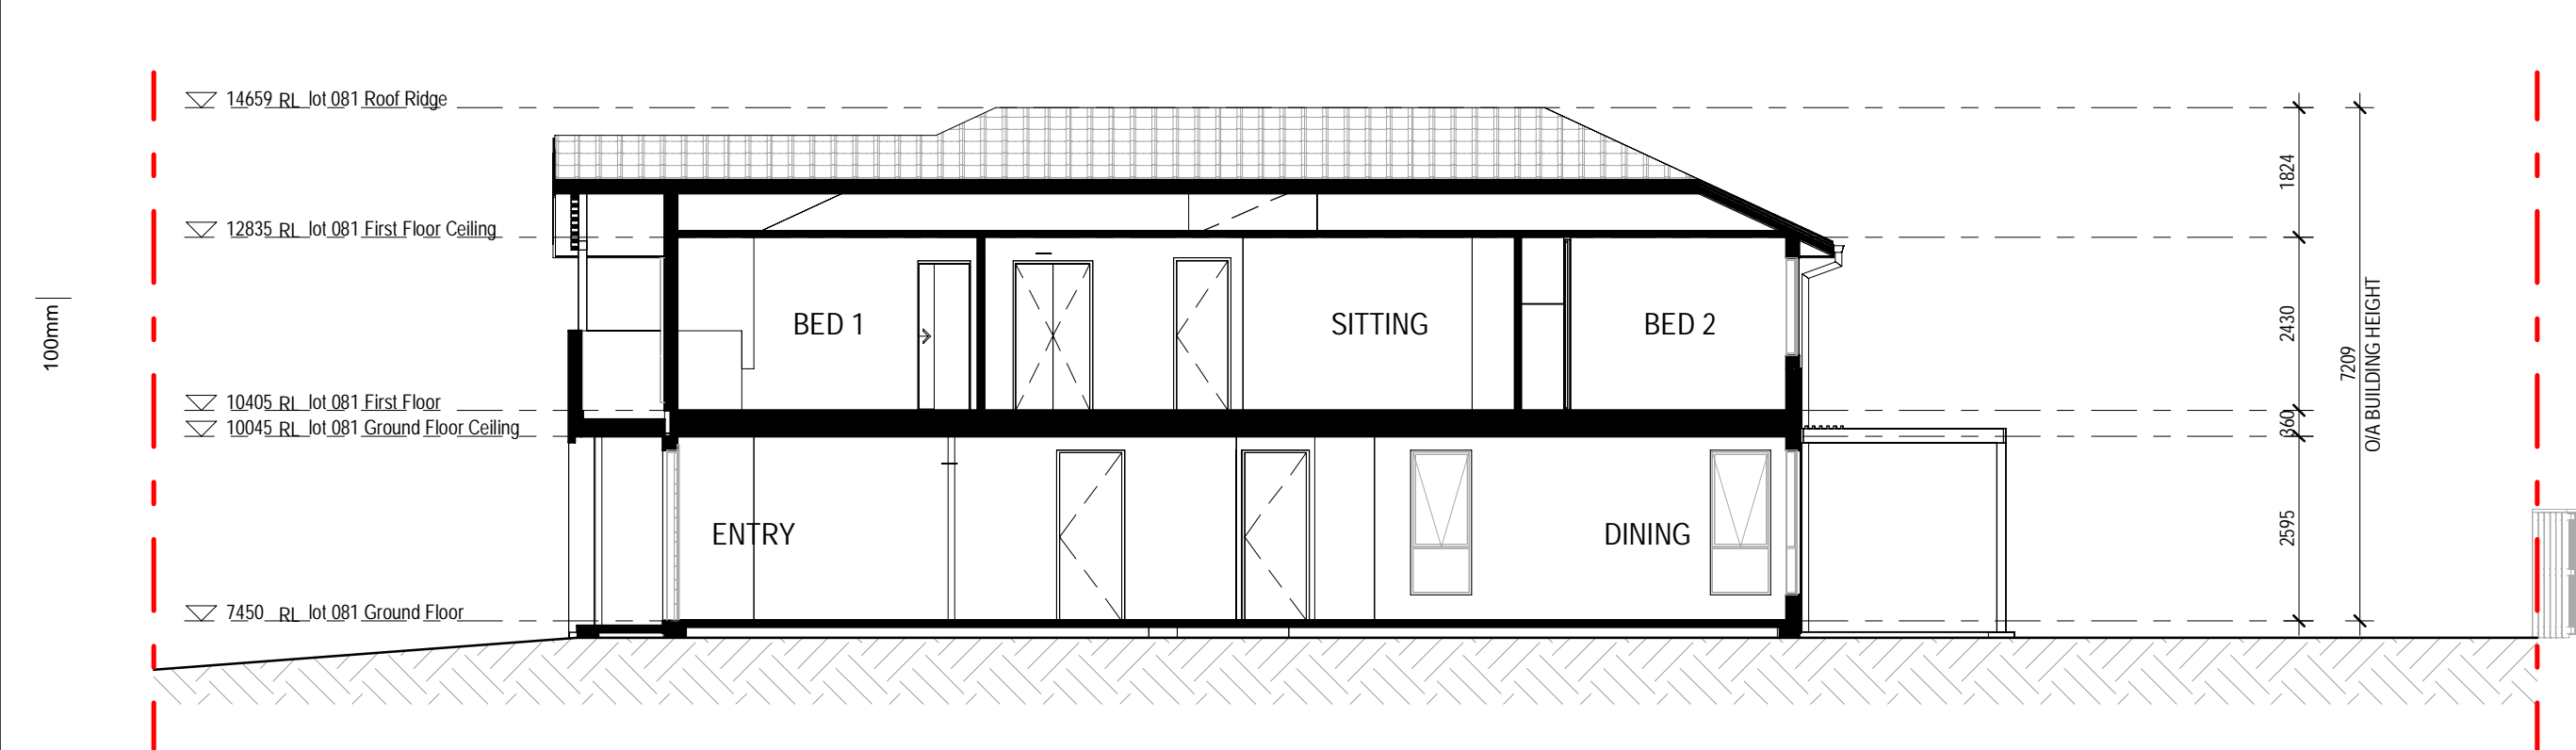 14659 RL lot 081 Roof Ridge
1824
12835 RL lot 081 First Floor Ceiling
100mm
BED 1
SITTING
BED 2
2430
7209
O/A BUILDING HEIGHT
10405 RL lot 081 First Floor
360
10045 RL lot 081 Ground Floor Ceiling
ENTRY
DINING
2595
7450 RL lot 081 Ground Floor